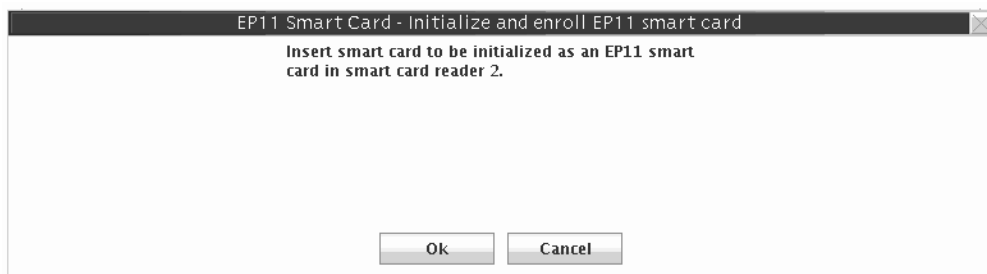 EP11 Smart Card - Initialize and enroll EP11 smart card
Insert smart card to be initialized as an EP11 smart
card in smart card reader 2.
Ok
Cancel